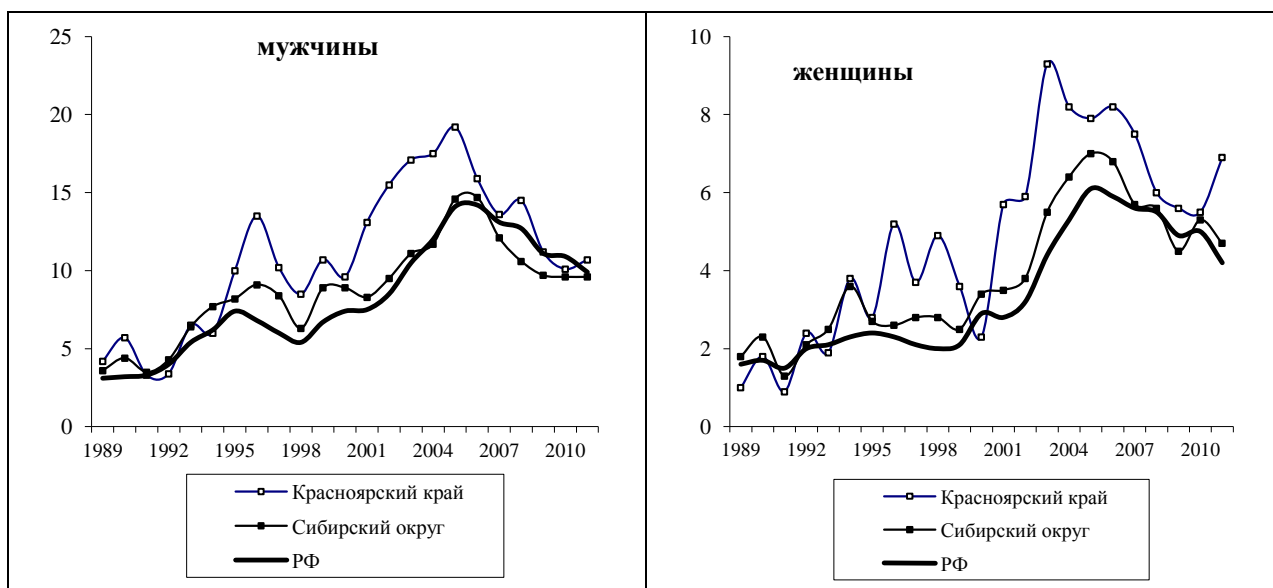 мужчины
25
20
15
10
5
0
1989 1992 1995 1998 2001 2004 2007 2010
Красноярский край
Сибирский округ
РФ
женщины
10
8
6
4
2
0
1989 1992 1995 1998 2001 2004 2007 2010
Красноярский край
Сибирский округ
РФ